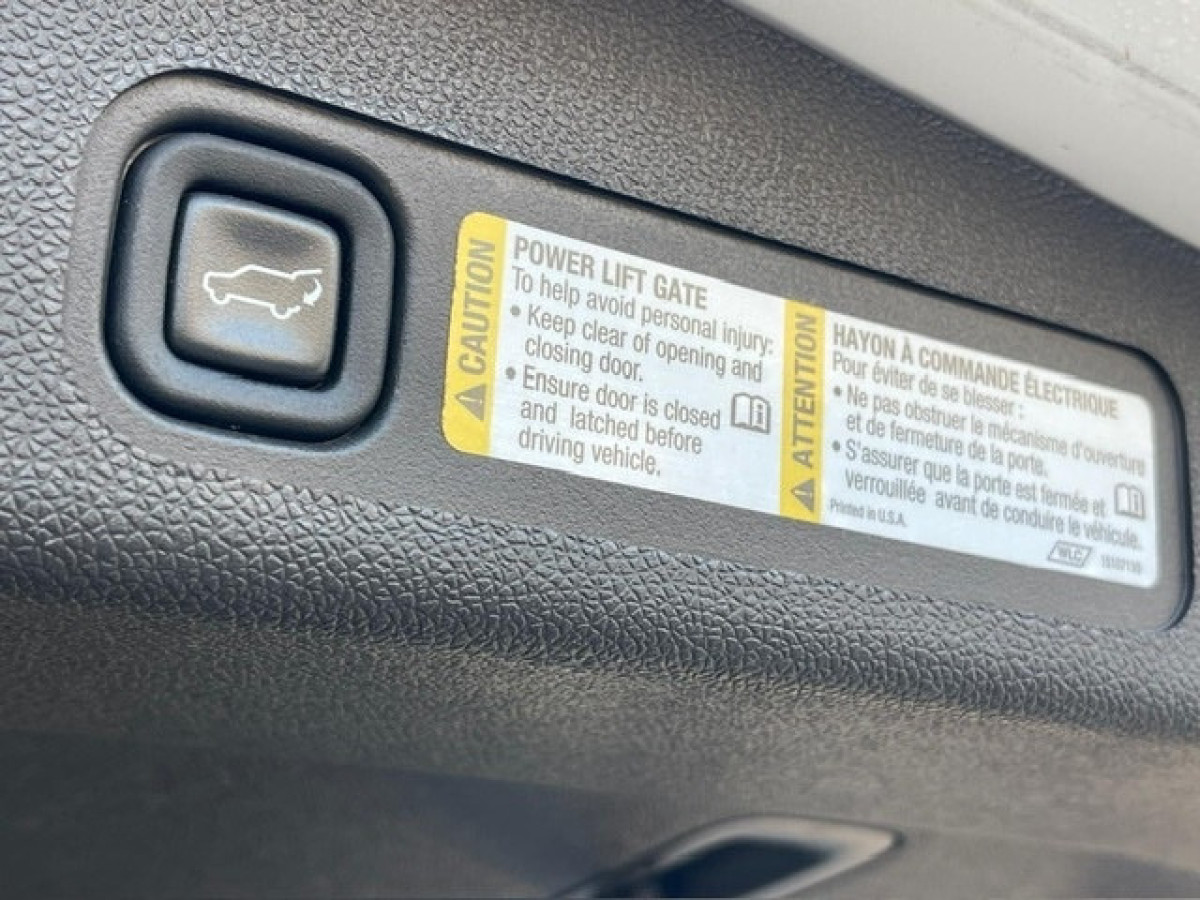 CAUTION
POWER LIFT GATE
To help avoid personal injury:
• Keep clear of opening and
closing door.
• Ensure door is closed
and latched before
driving vehicle.
ATTENTION
HAYON À COMMANDE ÉLECTRIQUE
Pour éviter de se blesser :
• Ne pas obstruer le mécanisme d'ouverture
et de fermeture de la porte.
• S'assurer que la porte est fermée et
verrouillée avant de conduire le véhicule.
Printed in U.S.A.
WLC